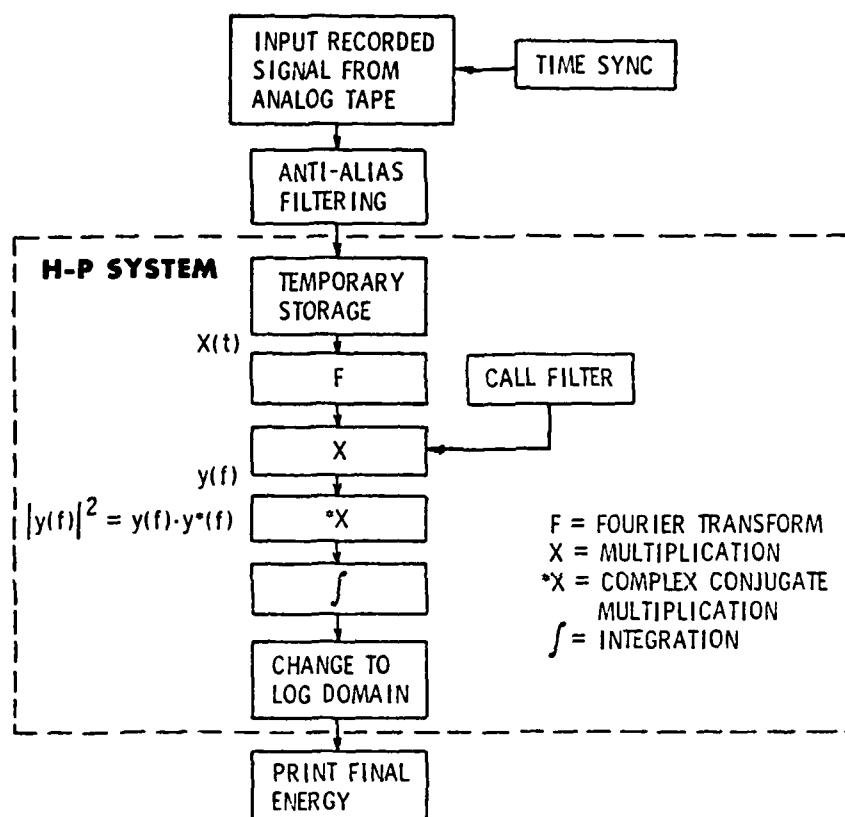 INPUT RECORDED
SIGNAL FROM
ANALOG TAPE
TIME SYNC
ANTI-ALIAS
FILTERING
H-P SYSTEM
TEMPORARY
STORAGE
X(t)
F
CALL FILTER
X
y(f)
|y(f)|² = y(f)·y*(f)
*X
∫
CHANGE TO
LOG DOMAIN
F = FOURIER TRANSFORM
X = MULTIPLICATION
*X = COMPLEX CONJUGATE
MULTIPLICATION
∫ = INTEGRATION
PRINT FINAL
ENERGY